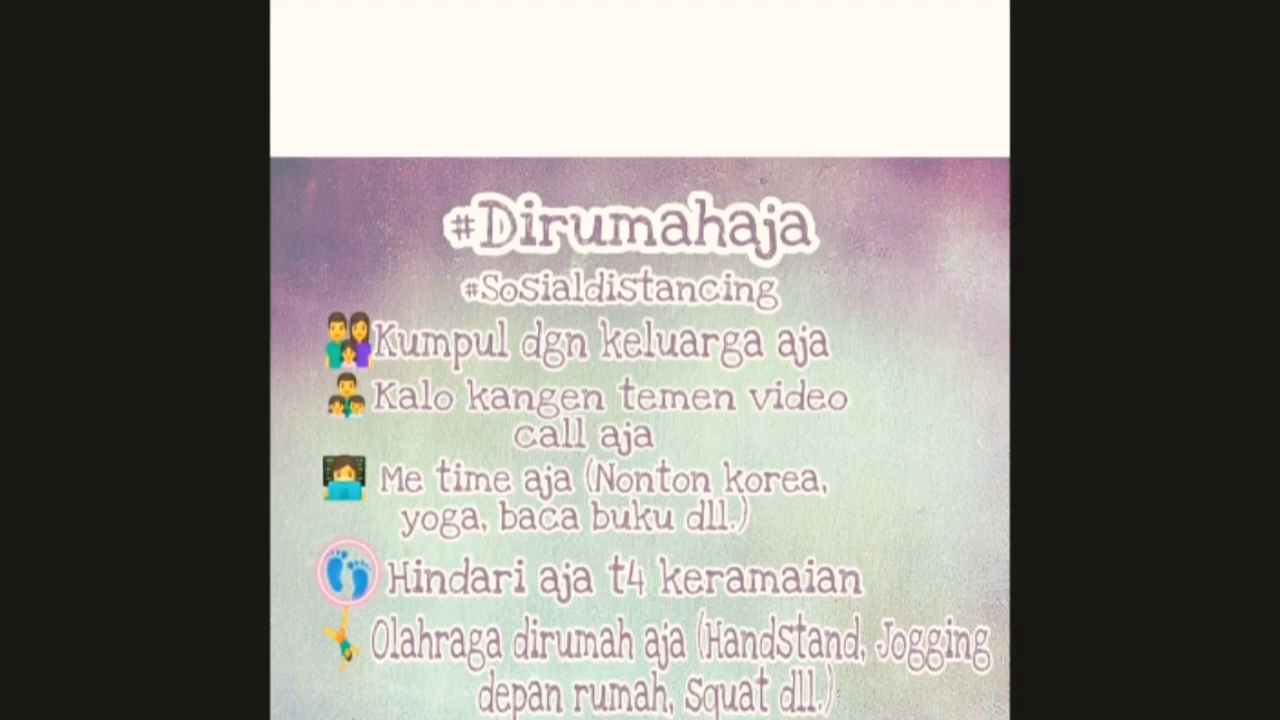 #Dirumahaja
#Sosialdistancing
Kumpul dgn keluarga aja
Kalo kangen temen video
call aja
Me time aja (Nonton korea,
yoga, baca buku dll.)
Hindari aja t4 keramaian
Olahraga dirumah aja (Handstand, Jogging
depan rumah, Squat dll.)